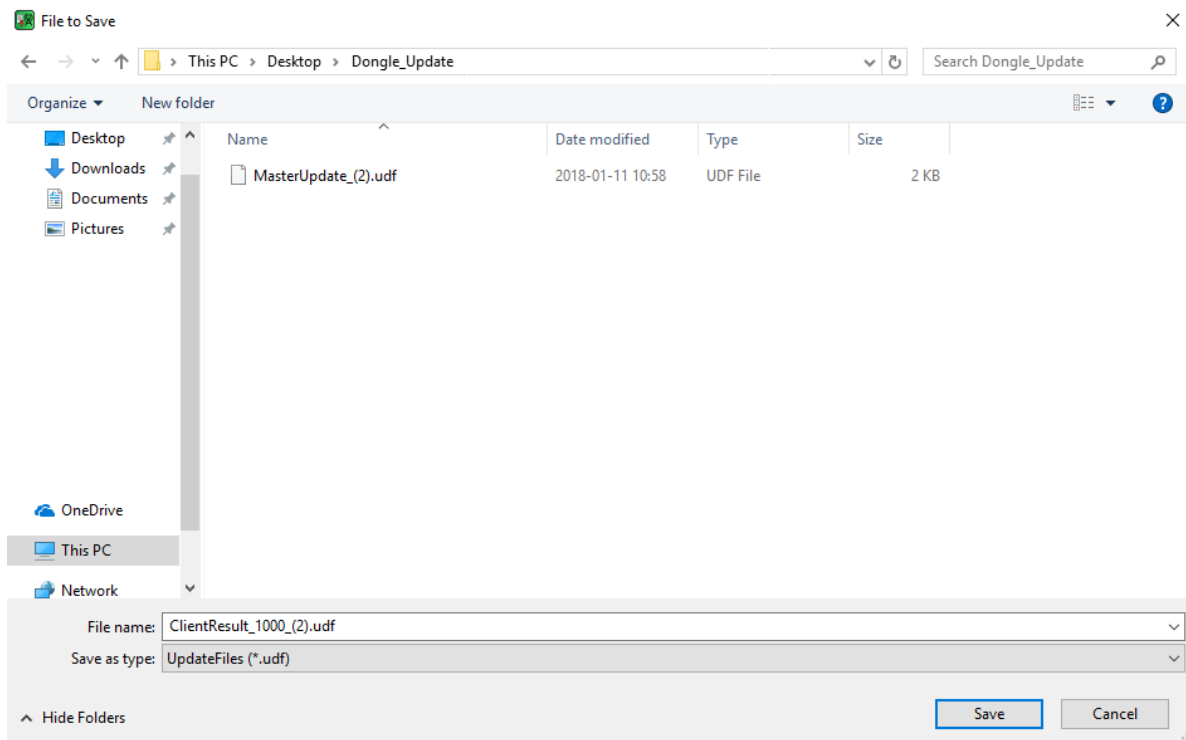 File to Save
This PC > Desktop > Dongle_Update
Search Dongle_Update
Organize
New folder
Desktop
Downloads
Documents
Pictures
OneDrive
This PC
Network
Name
Date modified
Type
Size
MasterUpdate_(2).udf
2018-01-11 10:58
UDF File
2 KB
File name: ClientResult_1000_(2).udf
Save as type: UpdateFiles (*.udf)
Hide Folders
Save
Cancel